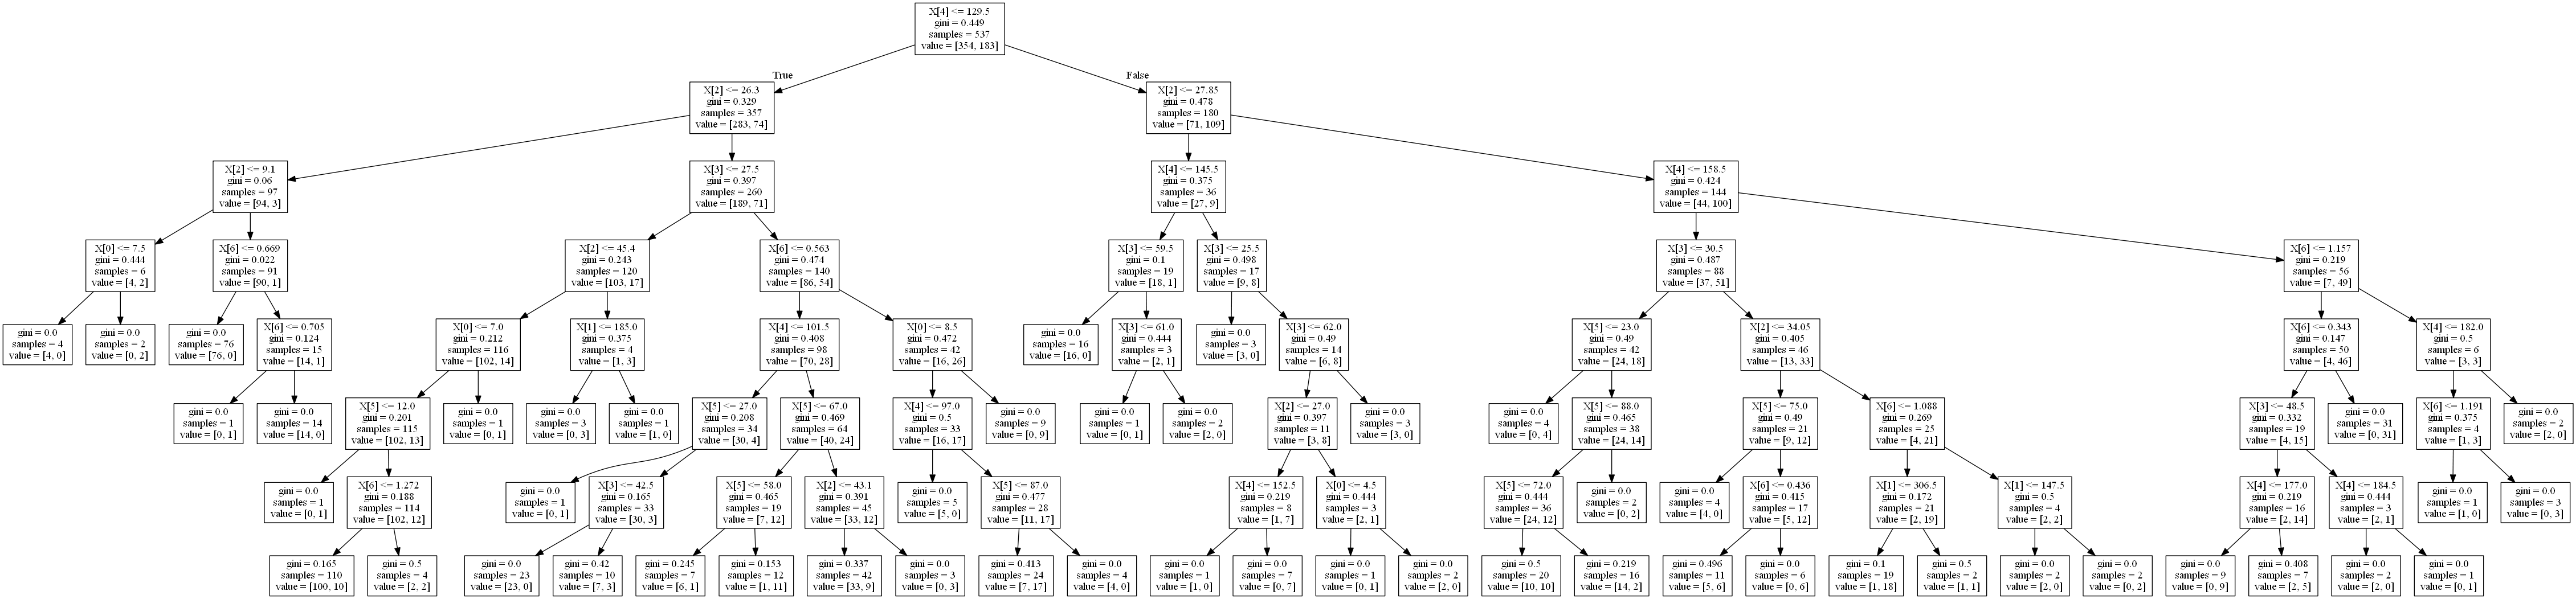 X[4] <= 129.5
gini = 0.449
samples = 537
value = [354, 183]
True
False
X[2] <= 26.3
gini = 0.329
samples = 357
value = [283, 74]
X[2] <= 27.85
gini = 0.478
samples = 180
value = [71, 109]
X[2] <= 9.1
gini = 0.06
samples = 97
value = [94, 3]
X[3] <= 27.5
gini = 0.397
samples = 260
value = [189, 71]
X[4] <= 145.5
gini = 0.375
samples = 36
value = [27, 9]
X[4] <= 158.5
gini = 0.424
samples = 144
value = [44, 100]
X[0] <= 7.5
gini = 0.444
samples = 6
value = [4, 2]
X[6] <= 0.669
gini = 0.022
samples = 91
value = [90, 1]
X[2] <= 45.4
gini = 0.243
samples = 120
value = [103, 17]
X[6] <= 0.563
gini = 0.474
samples = 140
value = [86, 54]
X[3] <= 59.5
gini = 0.1
samples = 19
value = [18, 1]
X[3] <= 25.5
gini = 0.498
samples = 17
value = [9, 8]
X[3] <= 30.5
gini = 0.487
samples = 88
value = [37, 51]
X[6] <= 1.157
gini = 0.219
samples = 56
value = [7, 49]
gini = 0.0
samples = 4
value = [4, 0]
gini = 0.0
samples = 2
value = [0, 2]
gini = 0.0
samples = 76
value = [76, 0]
X[6] <= 0.705
gini = 0.124
samples = 15
value = [14, 1]
X[0] <= 7.0
gini = 0.212
samples = 116
value = [102, 14]
X[1] <= 185.0
gini = 0.375
samples = 4
value = [1, 3]
X[4] <= 101.5
gini = 0.408
samples = 98
value = [70, 28]
X[0] <= 8.5
gini = 0.472
samples = 42
value = [16, 26]
gini = 0.0
samples = 16
value = [16, 0]
X[3] <= 61.0
gini = 0.444
samples = 3
value = [2, 1]
gini = 0.0
samples = 3
value = [3, 0]
X[3] <= 62.0
gini = 0.49
samples = 14
value = [6, 8]
X[5] <= 23.0
gini = 0.49
samples = 42
value = [24, 18]
X[2] <= 34.05
gini = 0.405
samples = 46
value = [13, 33]
X[6] <= 0.343
gini = 0.147
samples = 50
value = [4, 46]
X[4] <= 182.0
gini = 0.5
samples = 6
value = [3, 3]
gini = 0.0
samples = 1
value = [0, 1]
gini = 0.0
samples = 14
value = [14, 0]
X[5] <= 12.0
gini = 0.201
samples = 115
value = [102, 13]
gini = 0.0
samples = 1
value = [0, 1]
gini = 0.0
samples = 3
value = [0, 3]
gini = 0.0
samples = 1
value = [1, 0]
X[5] <= 27.0
gini = 0.208
samples = 34
value = [30, 4]
X[5] <= 67.0
gini = 0.469
samples = 64
value = [40, 24]
X[4] <= 97.0
gini = 0.5
samples = 33
value = [16, 17]
gini = 0.0
samples = 9
value = [0, 9]
gini = 0.0
samples = 1
value = [0, 1]
gini = 0.0
samples = 2
value = [2, 0]
X[2] <= 27.0
gini = 0.397
samples = 11
value = [3, 8]
gini = 0.0
samples = 3
value = [3, 0]
gini = 0.0
samples = 4
value = [0, 4]
X[5] <= 88.0
gini = 0.465
samples = 38
value = [24, 14]
X[5] <= 75.0
gini = 0.49
samples = 21
value = [9, 12]
X[6] <= 1.088
gini = 0.269
samples = 25
value = [4, 21]
X[3] <= 48.5
gini = 0.332
samples = 19
value = [4, 15]
gini = 0.0
samples = 31
value = [0, 31]
X[6] <= 1.191
gini = 0.375
samples = 4
value = [1, 3]
gini = 0.0
samples = 2
value = [2, 0]
gini = 0.0
samples = 1
value = [0, 1]
X[6] <= 1.272
gini = 0.188
samples = 114
value = [102, 12]
gini = 0.0
samples = 1
value = [0, 1]
X[3] <= 42.5
gini = 0.165
samples = 33
value = [30, 3]
X[5] <= 58.0
gini = 0.465
samples = 19
value = [7, 12]
X[2] <= 43.1
gini = 0.391
samples = 45
value = [33, 12]
gini = 0.0
samples = 5
value = [5, 0]
X[5] <= 87.0
gini = 0.477
samples = 28
value = [11, 17]
X[4] <= 152.5
gini = 0.219
samples = 8
value = [1, 7]
X[0] <= 4.5
gini = 0.444
samples = 3
value = [2, 1]
X[5] <= 72.0
gini = 0.444
samples = 36
value = [24, 12]
gini = 0.0
samples = 2
value = [0, 2]
gini = 0.0
samples = 4
value = [4, 0]
X[6] <= 0.436
gini = 0.415
samples = 17
value = [5, 12]
X[1] <= 306.5
gini = 0.172
samples = 21
value = [2, 19]
X[1] <= 147.5
gini = 0.5
samples = 4
value = [2, 2]
X[4] <= 177.0
gini = 0.219
samples = 16
value = [2, 14]
X[4] <= 184.5
gini = 0.444
samples = 3
value = [2, 1]
gini = 0.0
samples = 1
value = [1, 0]
gini = 0.0
samples = 3
value = [0, 3]
gini = 0.165
samples = 110
value = [100, 10]
gini = 0.5
samples = 4
value = [2, 2]
gini = 0.0
samples = 23
value = [23, 0]
gini = 0.42
samples = 10
value = [7, 3]
gini = 0.245
samples = 7
value = [6, 1]
gini = 0.153
samples = 12
value = [1, 11]
gini = 0.337
samples = 42
value = [33, 9]
gini = 0.0
samples = 3
value = [0, 3]
gini = 0.413
samples = 24
value = [7, 17]
gini = 0.0
samples = 4
value = [4, 0]
gini = 0.0
samples = 1
value = [1, 0]
gini = 0.0
samples = 7
value = [0, 7]
gini = 0.0
samples = 1
value = [0, 1]
gini = 0.0
samples = 2
value = [2, 0]
gini = 0.5
samples = 20
value = [10, 10]
gini = 0.219
samples = 16
value = [14, 2]
gini = 0.496
samples = 11
value = [5, 6]
gini = 0.0
samples = 6
value = [0, 6]
gini = 0.1
samples = 19
value = [1, 18]
gini = 0.5
samples = 2
value = [1, 1]
gini = 0.0
samples = 2
value = [2, 0]
gini = 0.0
samples = 2
value = [0, 2]
gini = 0.0
samples = 9
value = [0, 9]
gini = 0.408
samples = 7
value = [2, 5]
gini = 0.0
samples = 2
value = [2, 0]
gini = 0.0
samples = 1
value = [0, 1]